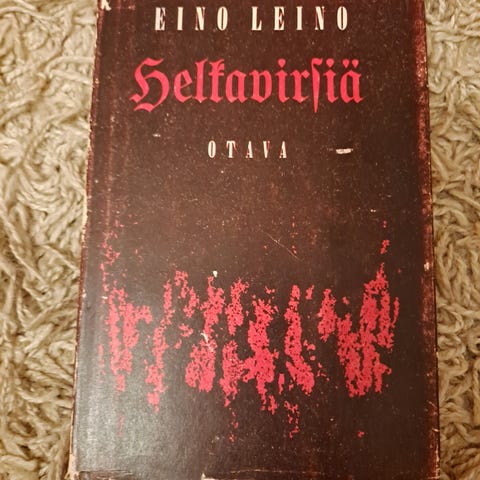 EINO LEINO
Helkavirsiä
OTAVA